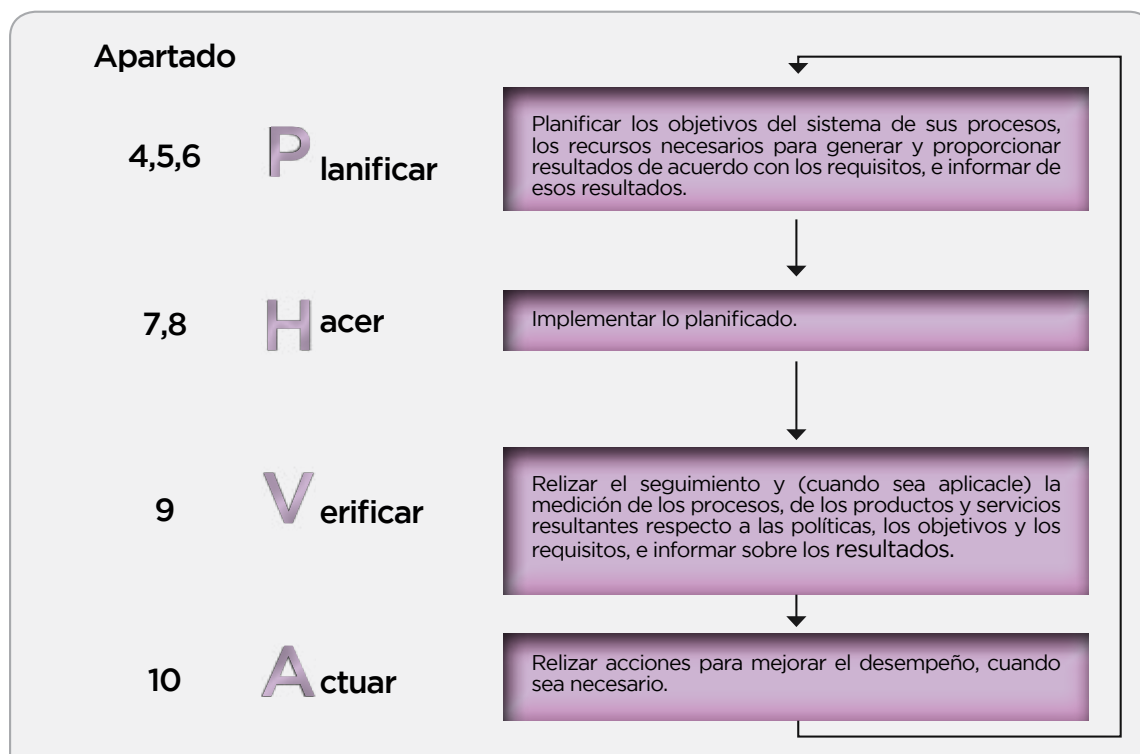 Apartado
4,5,6
Planificar
Planificar los objetivos del sistema de sus procesos,
los recursos necesarios para generar y proporcionar
resultados de acuerdo con los requisitos, e informar de
esos resultados.
7,8
Hacer
Implementar lo planificado.
9
Verificar
Relizar el seguimiento y (cuando sea aplicacle) la
medición de los procesos, de los productos y servicios
resultantes respecto a las políticas, los objetivos y los
requisitos, e informar sobre los resultados.
10
Actuar
Relizar acciones para mejorar el desempeño, cuando
sea necesario.